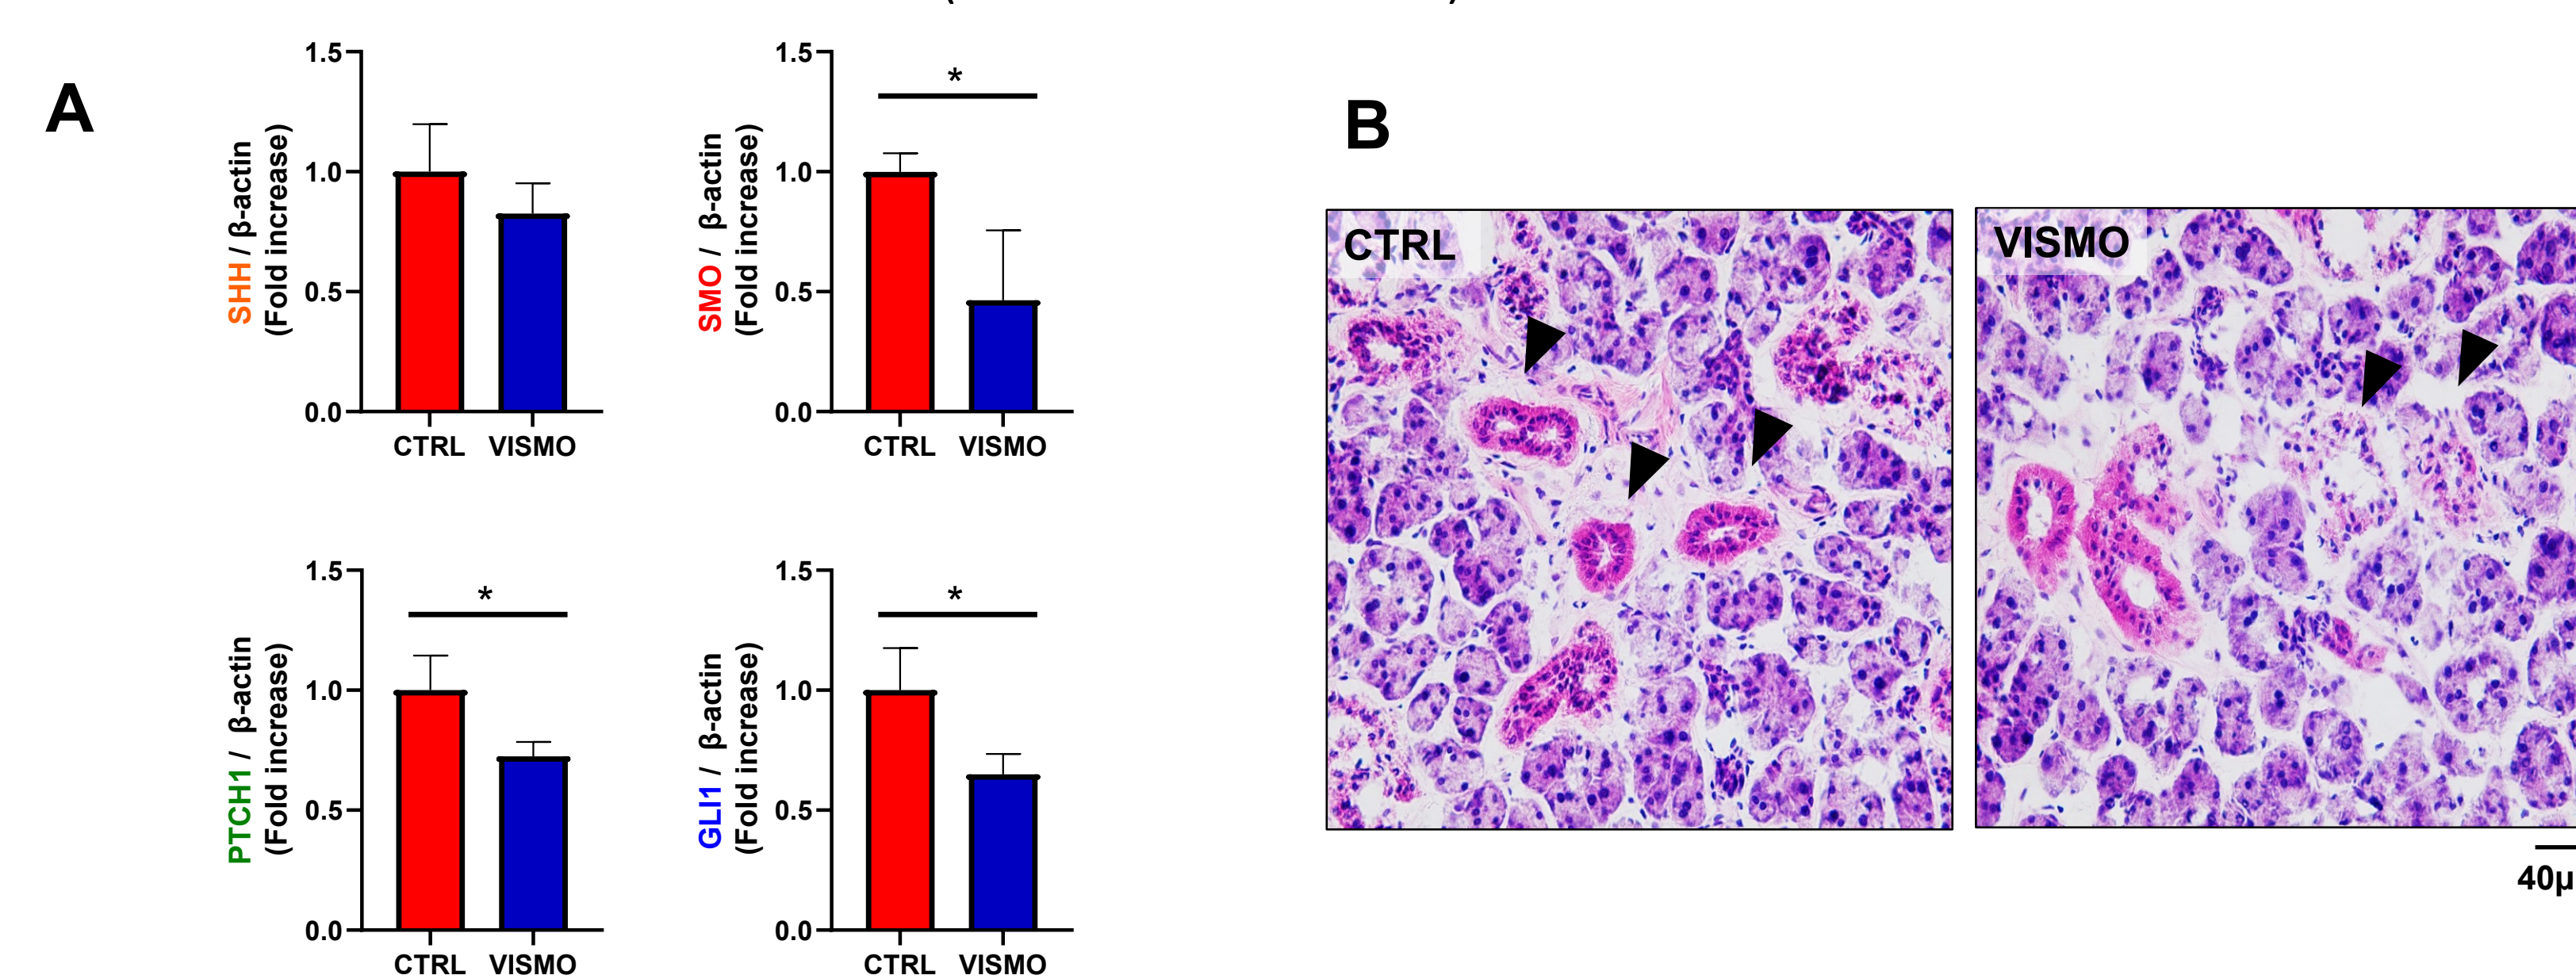 A
1.5
1.0
0.5
0.0
SHH / β-actin
(Fold increase)
CTRL VISMO
1.5
1.0
0.5
0.0
SMO / β-actin
(Fold increase)
*
CTRL VISMO
1.5
1.0
0.5
0.0
PTCH1 / β-actin
(Fold increase)
*
CTRL VISMO
1.5
1.0
0.5
0.0
GLI1 / β-actin
(Fold increase)
*
CTRL VISMO
B
CTRL
VISMO
40µ